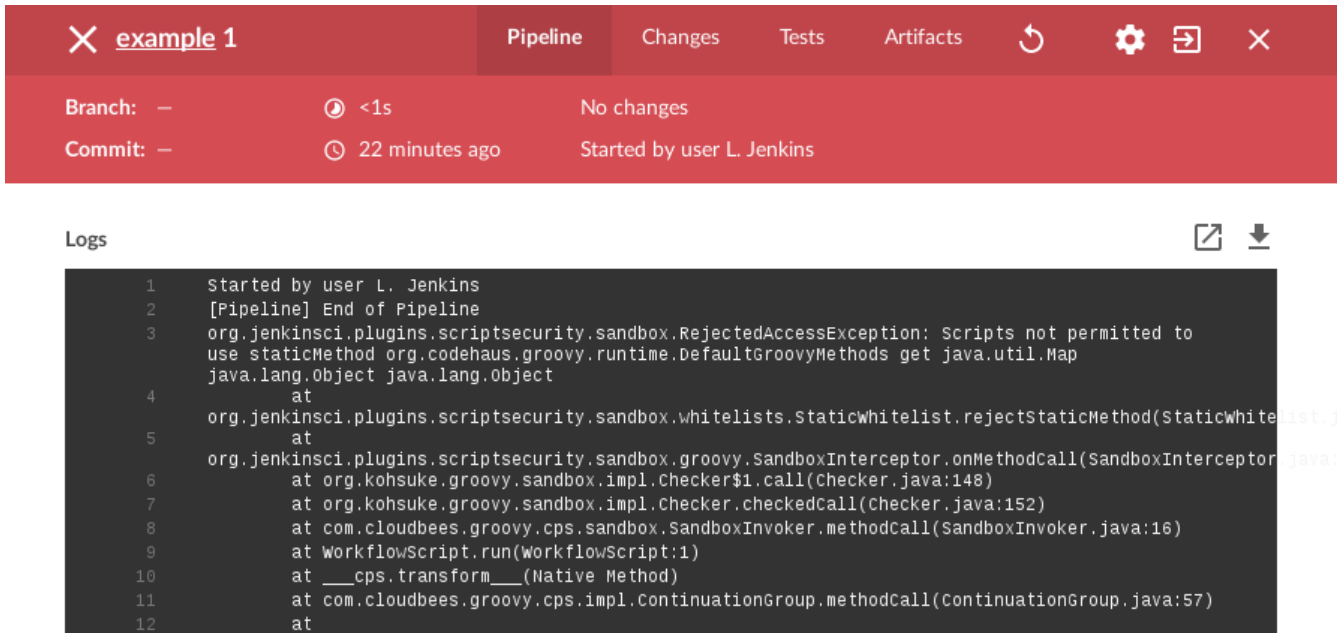 example 1 Pipeline Changes Tests Artifacts
Branch: — <1s No changes
Commit: — 22 minutes ago Started by user L. Jenkins
Logs
1 Started by user L. Jenkins
2 [Pipeline] End of Pipeline
3 org.jenkinsci.plugins.scriptsecurity.sandbox.RejectedAccessException: Scripts not permitted to
use staticMethod org.codehaus.groovy.runtime.DefaultGroovyMethods get java.util.Map
java.lang.Object java.lang.Object
4 at
org.jenkinsci.plugins.scriptsecurity.sandbox.whitelists.StaticWhitelist.rejectStaticMethod(StaticWhitelist.j
5 at
org.jenkinsci.plugins.scriptsecurity.sandbox.groovy.SandboxInterceptor.onMethodCall(SandboxInterceptor.java:
6 at org.kohsuke.groovy.sandbox.impl.Checker$1.call(Checker.java:148)
7 at org.kohsuke.groovy.sandbox.impl.Checker.checkedCall(Checker.java:152)
8 at com.cloudbees.groovy.cps.sandbox.SandboxInvoker.methodCall(SandboxInvoker.java:16)
9 at WorkflowScript.run(WorkflowScript:1)
10 at ___cps.transform___(Native Method)
11 at com.cloudbees.groovy.cps.impl.ContinuationGroup.methodCall(ContinuationGroup.java:57)
12 at